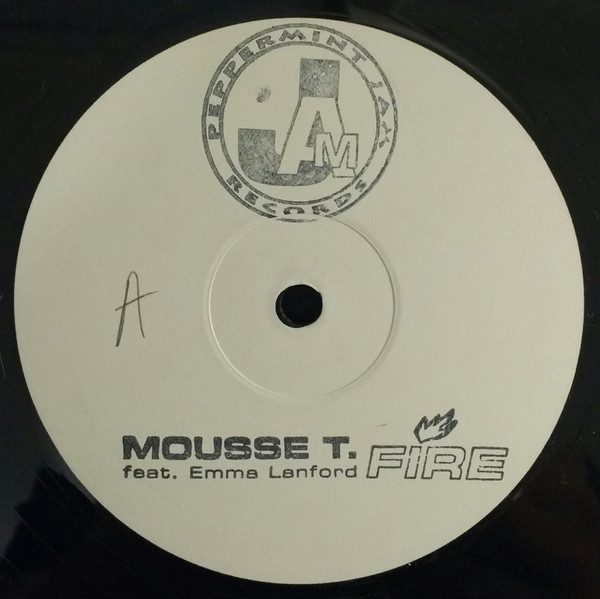 PEPPERMINT JAM
RECORDS
JAM
A
MOUSSE T.
feat. Emma Lanford
FIRE